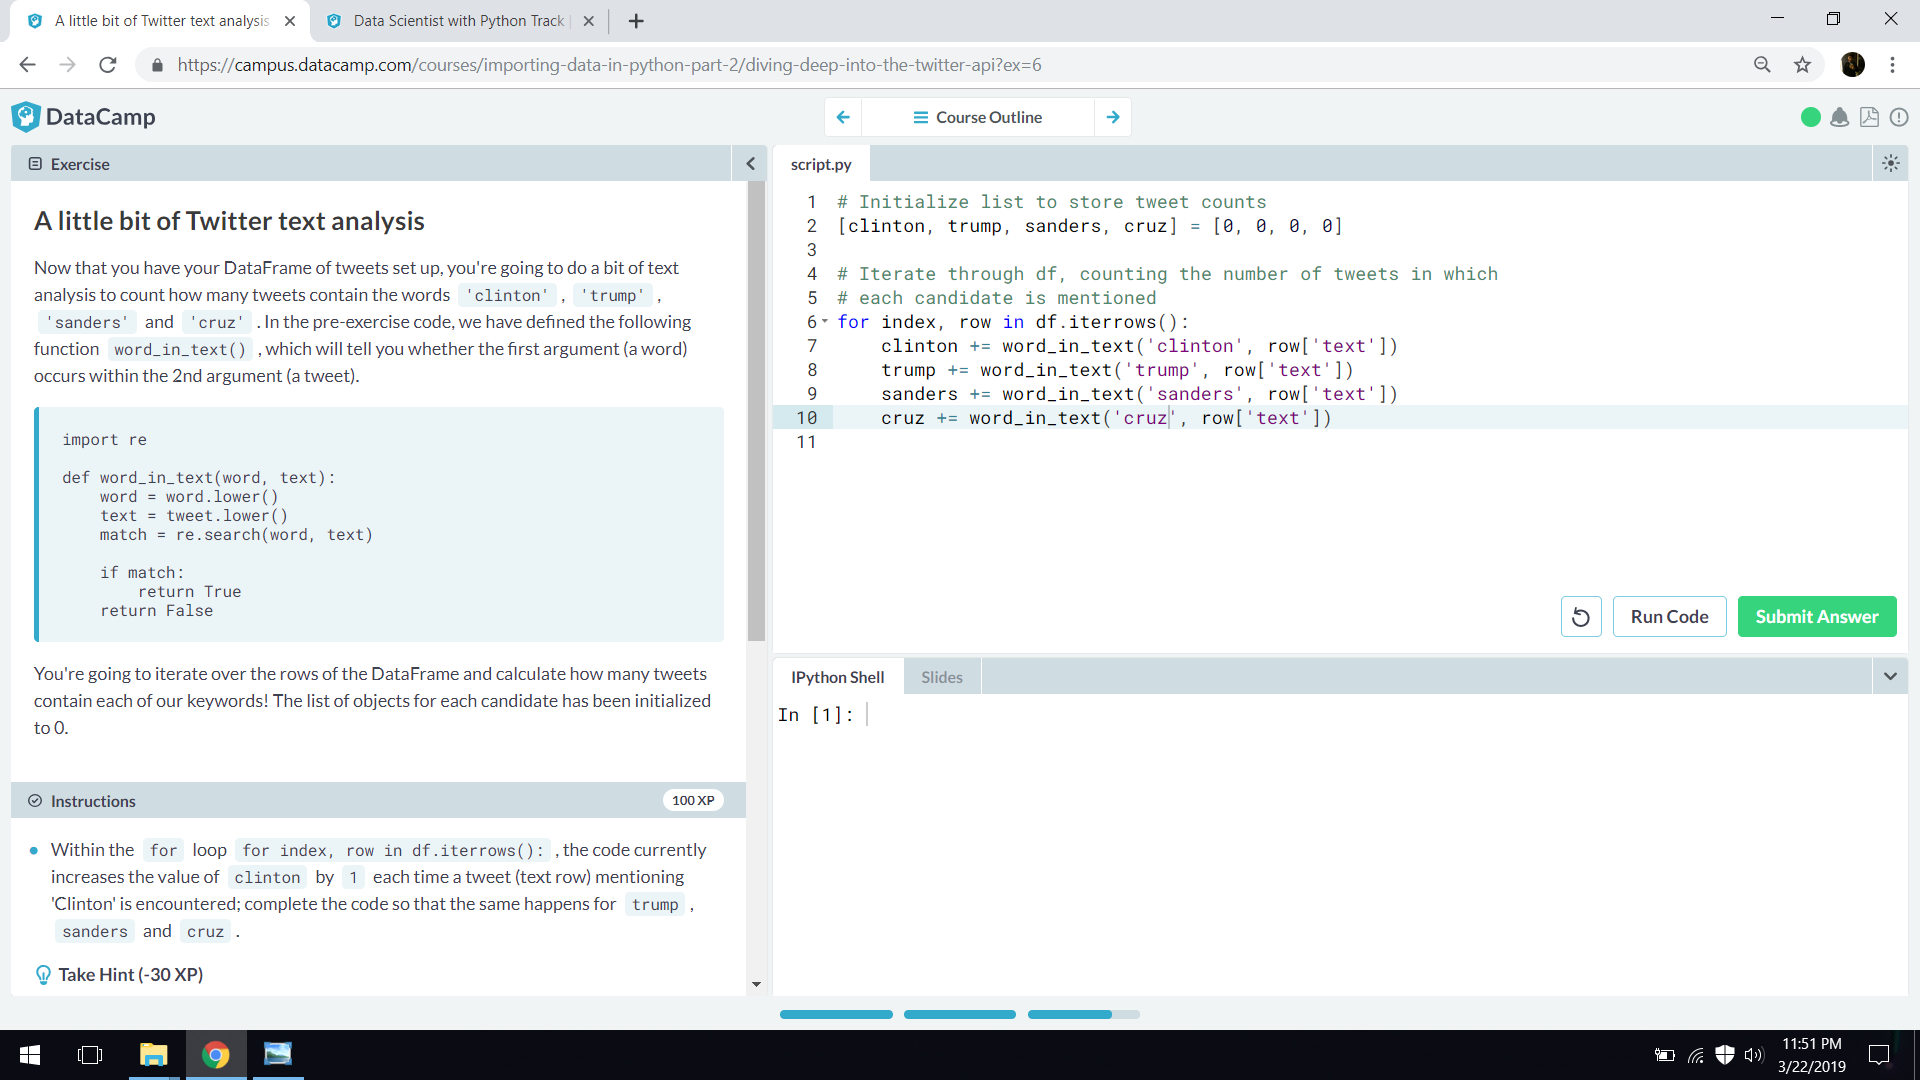 A little bit of Twitter text analysis
Data Scientist with Python Track
https://campus.datacamp.com/courses/importing-data-in-python-part-2/diving-deep-into-the-twitter-api?ex=6
DataCamp
Course Outline
Exercise
A little bit of Twitter text analysis
Now that you have your DataFrame of tweets set up, you're going to do a bit of text
analysis to count how many tweets contain the words 'clinton' , 'trump' ,
'sanders' and 'cruz' . In the pre-exercise code, we have defined the following
function word_in_text() , which will tell you whether the first argument (a word)
occurs within the 2nd argument (a tweet).
import re
def word_in_text(word, text):
    word = word.lower()
    text = tweet.lower()
    match = re.search(word, text)
    if match:
        return True
    return False
You're going to iterate over the rows of the DataFrame and calculate how many tweets
contain each of our keywords! The list of objects for each candidate has been initialized
to 0.
Instructions
100 XP
Within the for loop for index, row in df.iterrows(): , the code currently
increases the value of clinton by 1 each time a tweet (text row) mentioning
'Clinton' is encountered; complete the code so that the same happens for trump ,
sanders and cruz .
Take Hint (-30 XP)
script.py
1 # Initialize list to store tweet counts
2 [clinton, trump, sanders, cruz] = [0, 0, 0, 0]
3
4 # Iterate through df, counting the number of tweets in which
5 # each candidate is mentioned
6 for index, row in df.iterrows():
7     clinton += word_in_text('clinton', row['text'])
8     trump += word_in_text('trump', row['text'])
9     sanders += word_in_text('sanders', row['text'])
10     cruz += word_in_text('cruz', row['text'])
11
Run Code
Submit Answer
IPython Shell
Slides
In [1]:
11:51 PM
3/22/2019